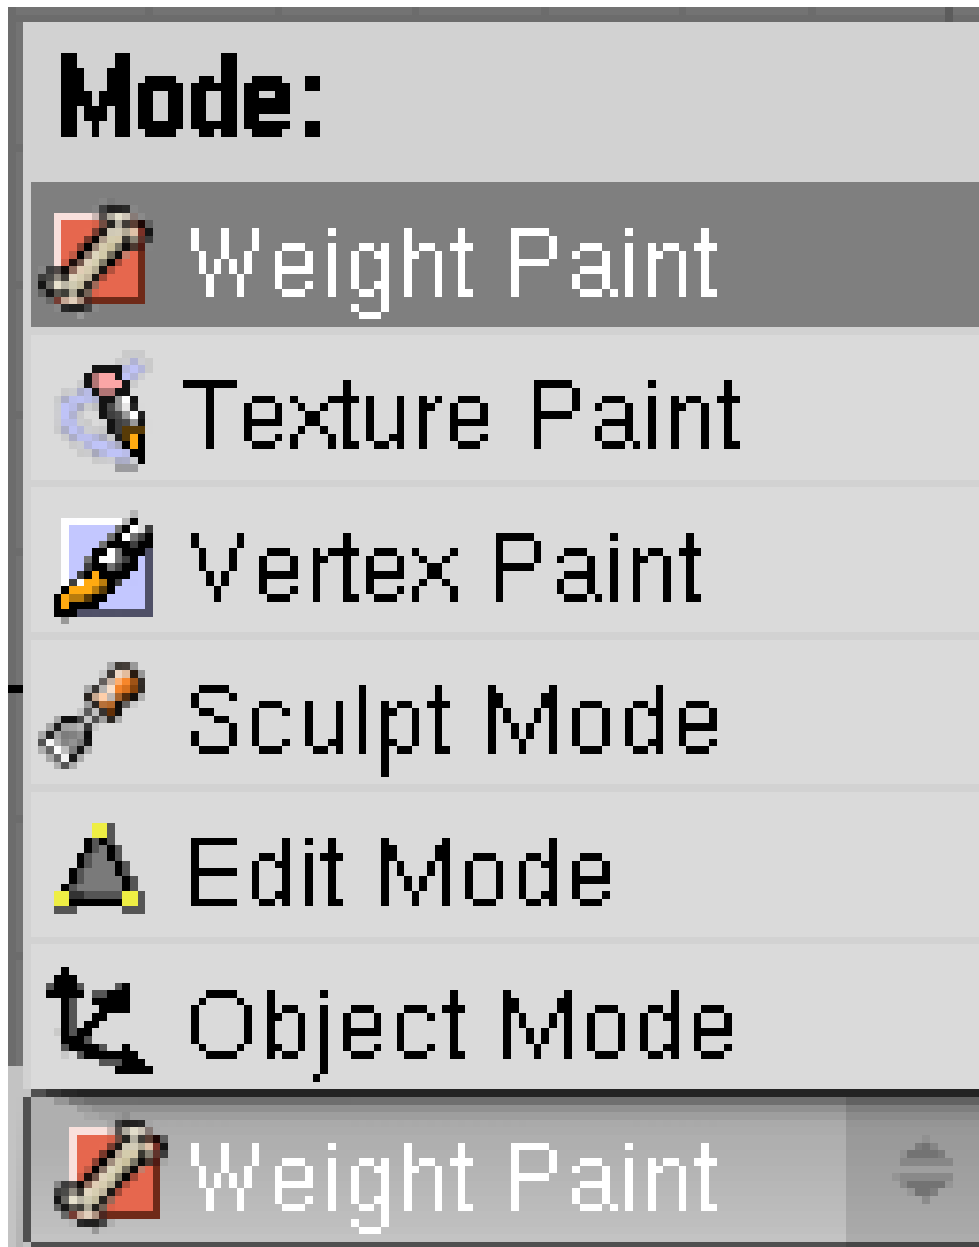 Mode:
Weight Paint
Texture Paint
Vertex Paint
Sculpt Mode
Edit Mode
Object Mode
Weight Paint